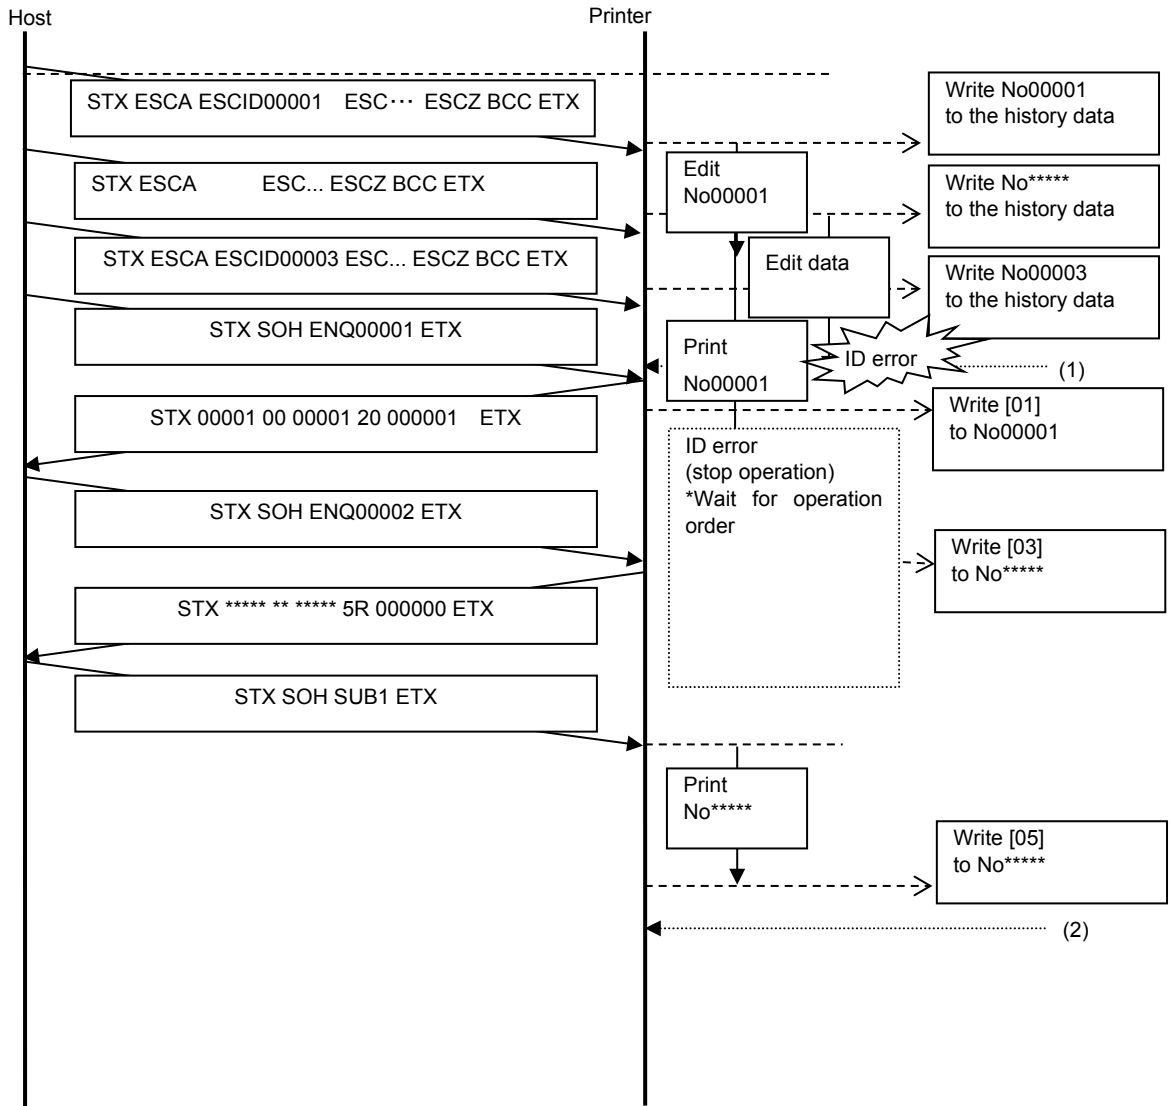 Host
Printer
STX ESCA ESCID00001 ESC··· ESCZ BCC ETX
Write No00001
to the history data
Edit
No00001
STX ESCA ESC... ESCZ BCC ETX
Write No*****
to the history data
STX ESCA ESCID00003 ESC... ESCZ BCC ETX
Edit data
Write No00003
to the history data
STX SOH ENQ00001 ETX
Print
No00001
ID error
(1)
STX 00001 00 00001 20 000001 ETX
Write [01]
to No00001
ID error
(stop operation)
*Wait for operation
order
STX SOH ENQ00002 ETX
Write [03]
to No*****
STX ***** ** ***** 5R 000000 ETX
STX SOH SUB1 ETX
Print
No*****
Write [05]
to No*****
(2)